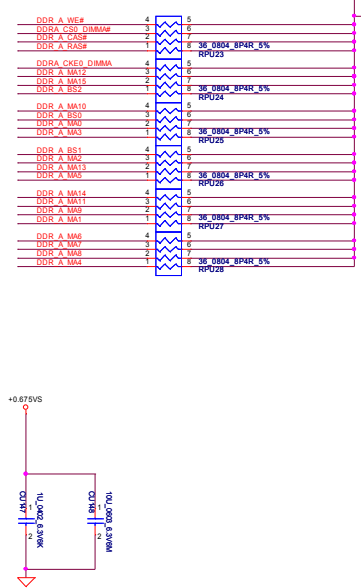 DDR_A_WE# 4 5
DDRA_CS0_DIMMA# 3 6
DDR_A_CAS# 2 7
DDR_A_RAS# 1 8 36_0804_8P4R_5%
RPU23
DDRA_CKE0_DIMMA 4 5
DDR_A_MA12 3 6
DDR_A_MA15 2 7
DDR_A_BS2 1 8 36_0804_8P4R_5%
RPU24
DDR_A_MA10 4 5
DDR_A_BS0 3 6
DDR_A_MA0 2 7
DDR_A_MA3 1 8 36_0804_8P4R_5%
RPU25
DDR_A_BS1 4 5
DDR_A_MA2 3 6
DDR_A_MA13 2 7
DDR_A_MA5 1 8 36_0804_8P4R_5%
RPU26
DDR_A_MA14 4 5
DDR_A_MA11 3 6
DDR_A_MA9 2 7
DDR_A_MA1 1 8 36_0804_8P4R_5%
RPU27
DDR_A_MA6 4 5
DDR_A_MA7 3 6
DDR_A_MA8 2 7
DDR_A_MA4 1 8 36_0804_8P4R_5%
RPU28
+0.675VS
CU147
1
2
1U_0402_6.3V6K
CU148
1
2
10U_0603_6.3V6M